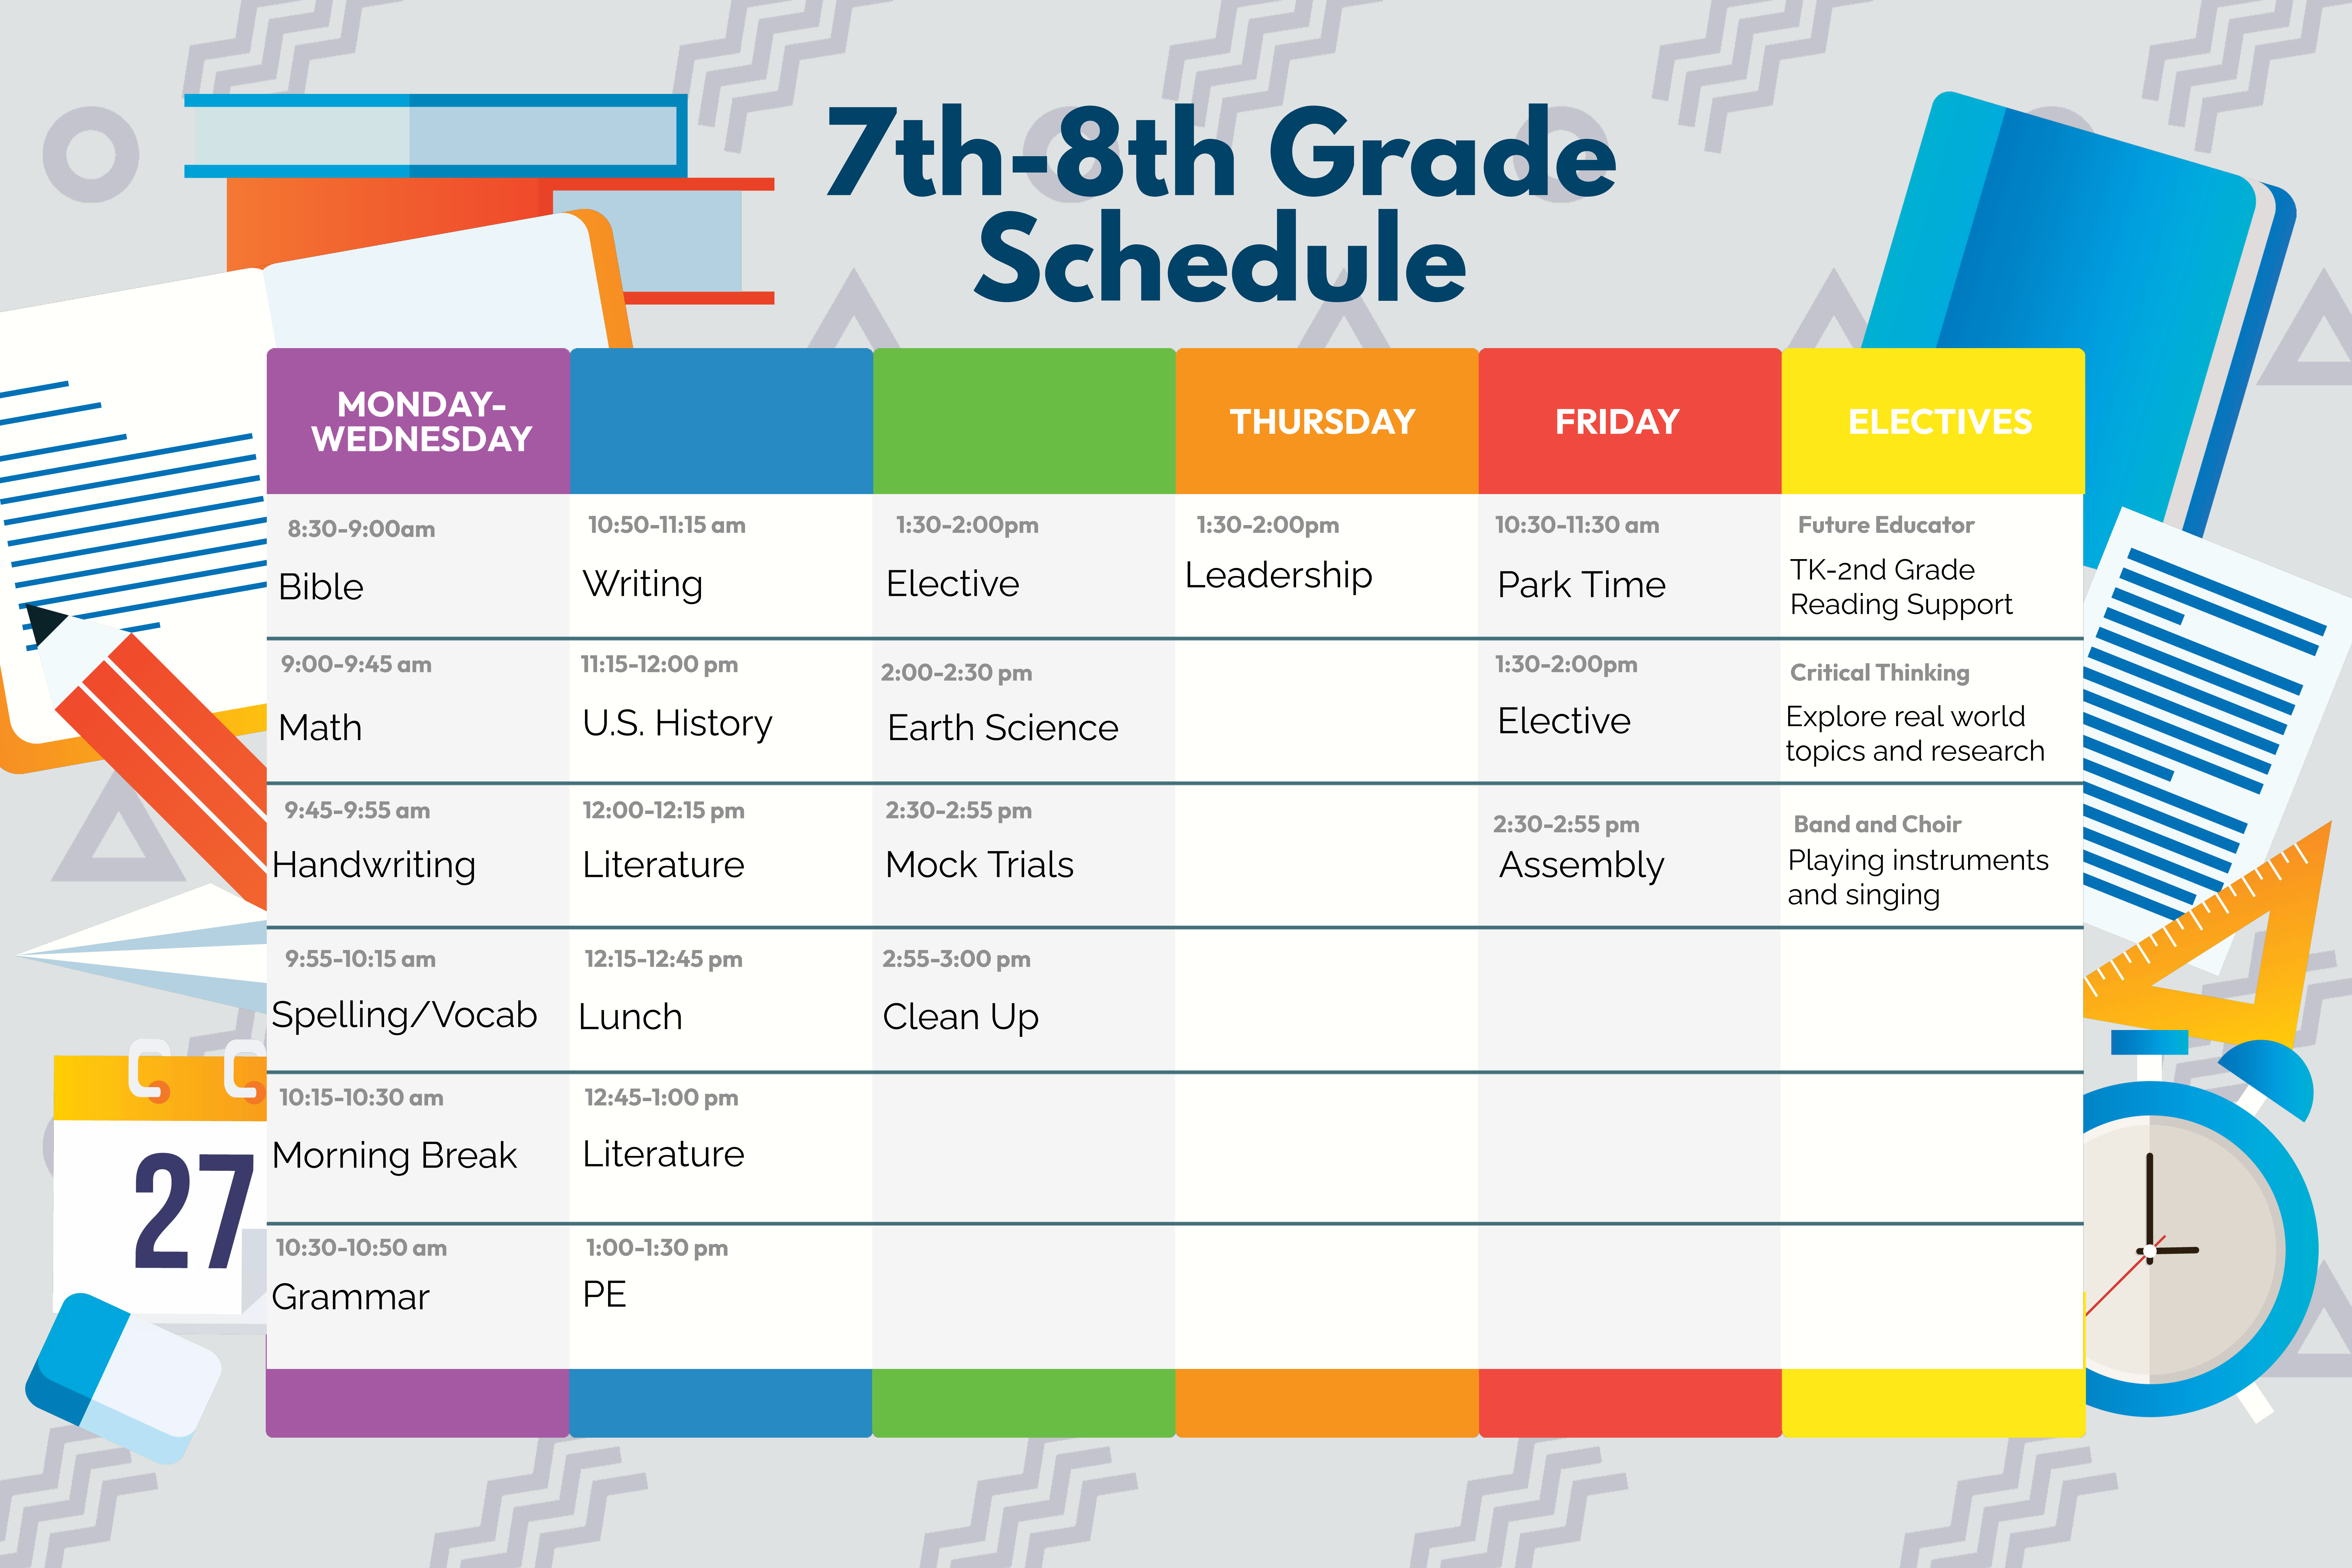 7th-8th Grade
Schedule
MONDAY-
WEDNESDAY
THURSDAY
FRIDAY
ELECTIVES
8:30-9:00am
Bible
10:50-11:15 am
Writing
1:30-2:00pm
Elective
1:30-2:00pm
Leadership
10:30-11:30 am
Park Time
Future Educator
TK-2nd Grade
Reading Support
9:00-9:45 am
Math
11:15-12:00 pm
U.S. History
2:00-2:30 pm
Earth Science
1:30-2:00pm
Elective
Critical Thinking
Explore real world
topics and research
9:45-9:55 am
Handwriting
12:00-12:15 pm
Literature
2:30-2:55 pm
Mock Trials
2:30-2:55 pm
Assembly
Band and Choir
Playing instruments
and singing
9:55-10:15 am
Spelling/Vocab
12:15-12:45 pm
Lunch
2:55-3:00 pm
Clean Up
10:15-10:30 am
Morning Break
12:45-1:00 pm
Literature
10:30-10:50 am
Grammar
1:00-1:30 pm
PE
27